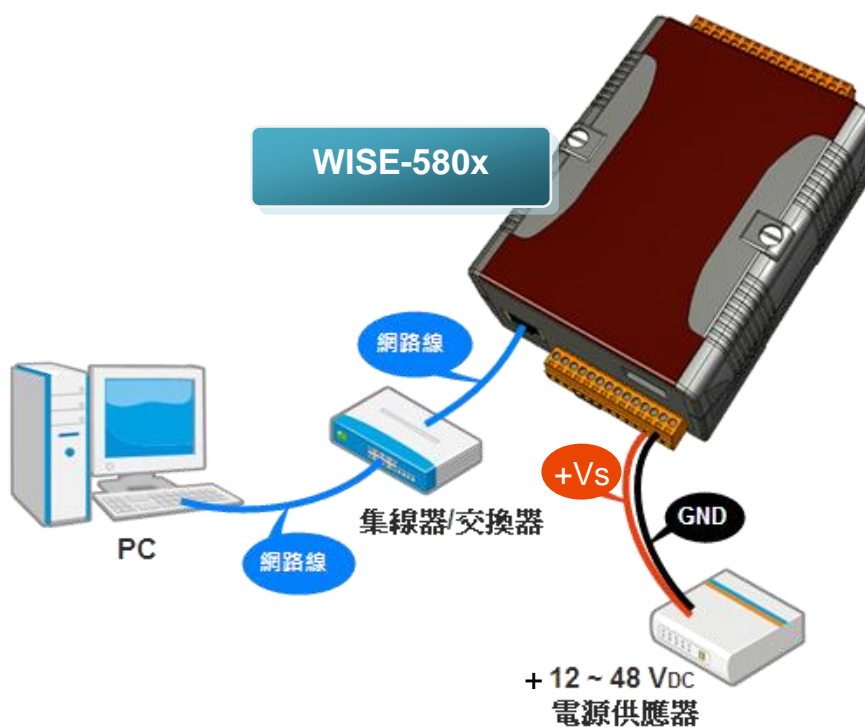 WISE-580x
網路線
+Vs
集線器/交換器
GND
PC
網路線
+ 12 ~ 48 VDC
電源供應器